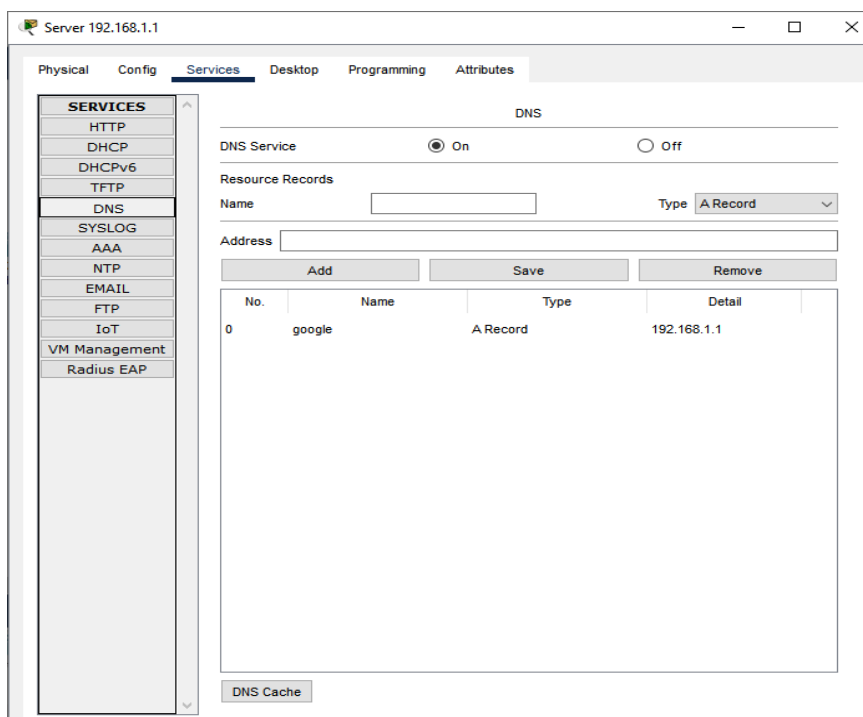 Server 192.168.1.1
Physical Config Services Desktop Programming Attributes
SERVICES
HTTP
DHCP
DHCPv6
TFTP
DNS
SYSLOG
AAA
NTP
EMAIL
FTP
IoT
VM Management
Radius EAP
DNS
DNS Service On Off
Resource Records
Name Type A Record
Address
Add Save Remove
No. Name Type Detail
0 google A Record 192.168.1.1
DNS Cache